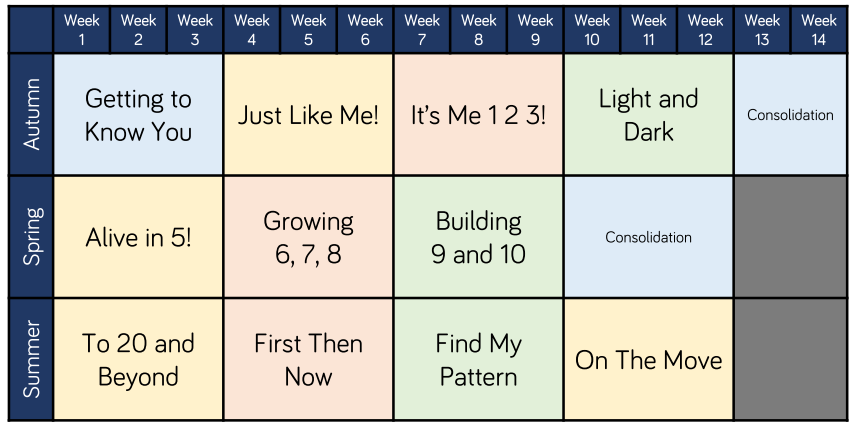 Week 1
Week 2
Week 3
Week 4
Week 5
Week 6
Week 7
Week 8
Week 9
Week 10
Week 11
Week 12
Week 13
Week 14
Autumn
Getting to
Know You
Just Like Me!
It's Me 1 2 3!
Light and
Dark
Consolidation
Spring
Alive in 5!
Growing
6, 7, 8
Building
9 and 10
Consolidation
Summer
To 20 and
Beyond
First Then
Now
Find My
Pattern
On The Move